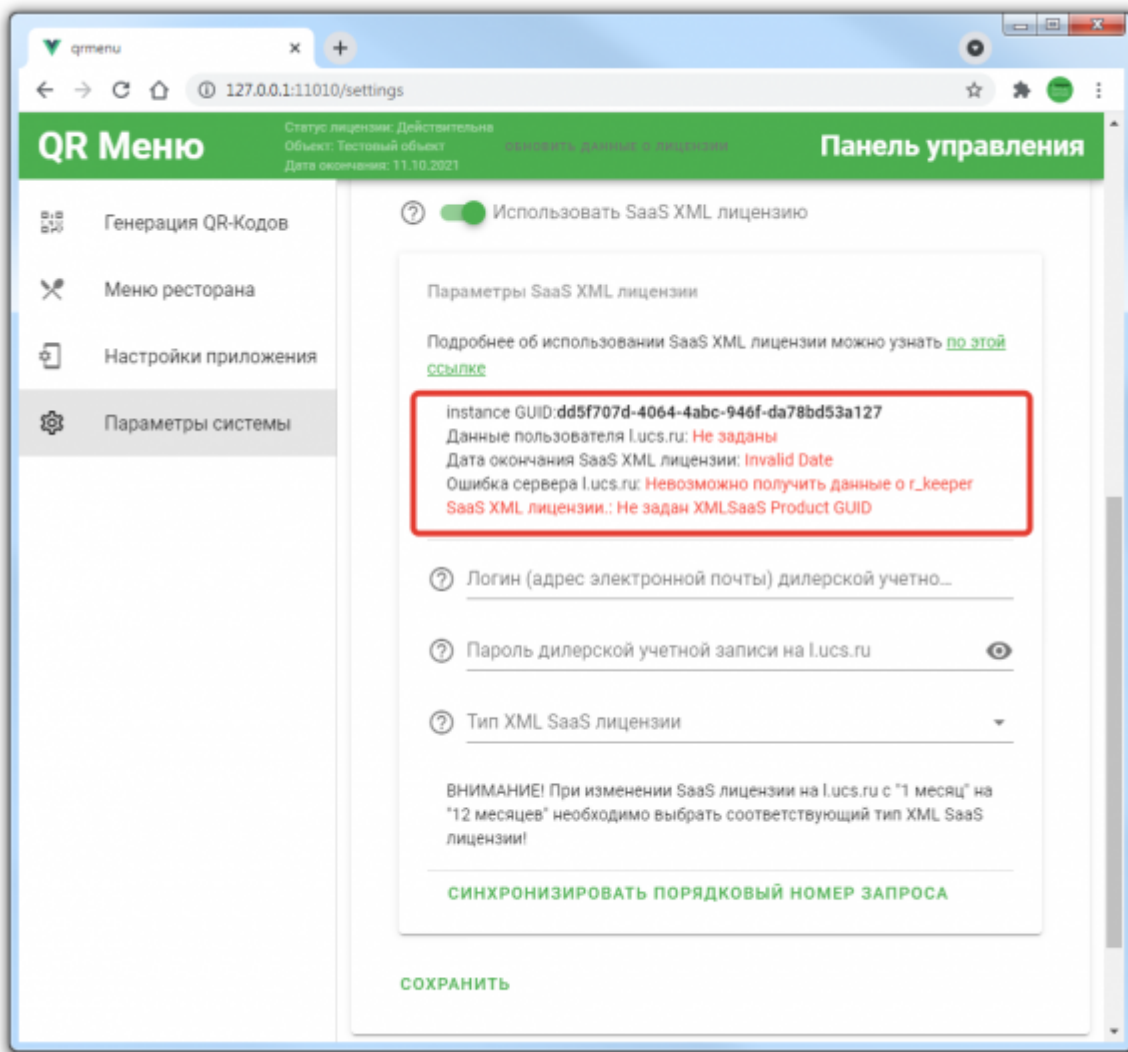 qrmenu
127.0.0.1:11010/settings
QR Меню
Статус лицензии: Действительна
Объект: Тестовый объект
Дата окончания: 11.10.2021
ОБНОВИТЬ ДАННЫЕ О ЛИЦЕНЗИИ
Панель управления
Генерация QR-Кодов
Меню ресторана
Настройки приложения
Параметры системы
Использовать SaaS XML лицензию
Параметры SaaS XML лицензии
Подробнее об использовании SaaS XML лицензии можно узнать по этой
ссылке
instance GUID:dd5f707d-4064-4abc-946f-da78bd53a127
Данные пользователя l.ucs.ru: Не заданы
Дата окончания SaaS XML лицензии: Invalid Date
Ошибка сервера l.ucs.ru: Невозможно получить данные о r_keeper
SaaS XML лицензии.: Не задан XMLSaaS Product GUID
Логин (адрес электронной почты) дилерской учетно...
Пароль дилерской учетной записи на l.ucs.ru
Тип XML SaaS лицензии
ВНИМАНИЕ! При изменении SaaS лицензии на l.ucs.ru с "1 месяц" на
"12 месяцев" необходимо выбрать соответствующий тип XML SaaS
лицензии!
СИНХРОНИЗИРОВАТЬ ПОРЯДКОВЫЙ НОМЕР ЗАПРОСА
СОХРАНИТЬ